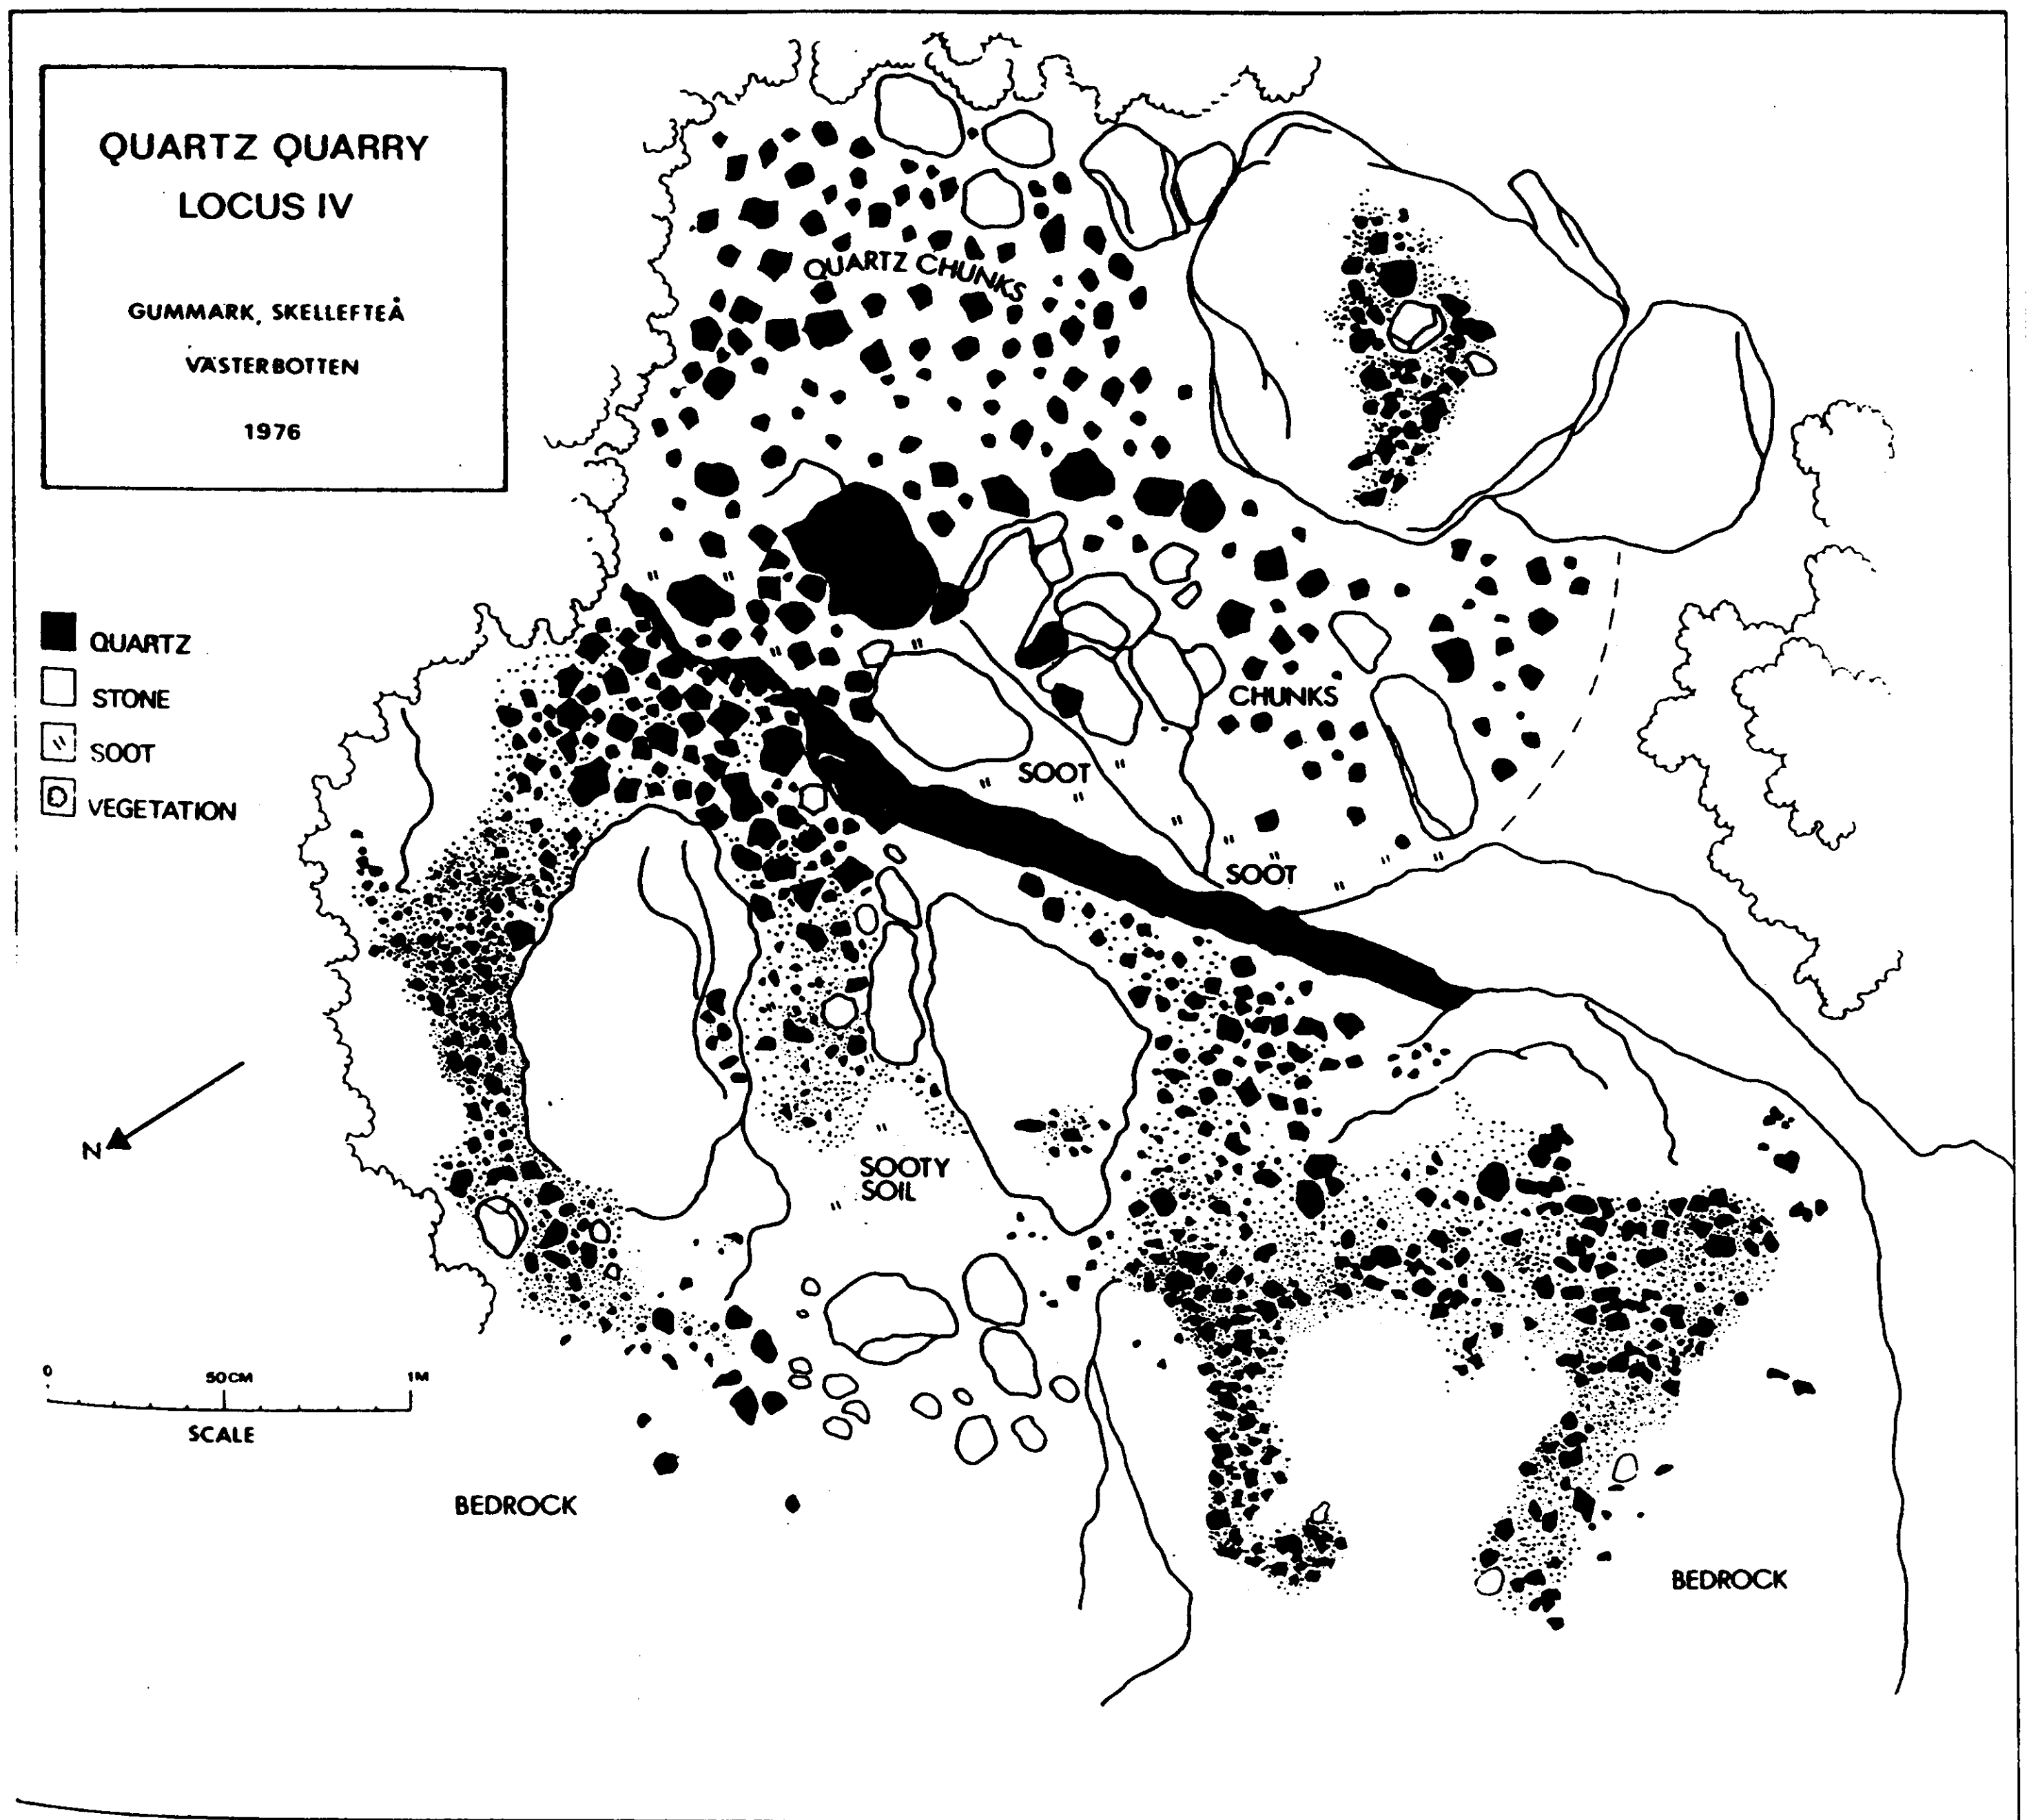 QUARTZ QUARRY
LOCUS IV
GUMMARK, SKELLEFTEÅ
VÄSTERBOTTEN
1976
QUARTZ CHUNKS
QUARTZ
STONE
SOOT
VEGETATION
CHUNKS
SOOT
SOOT
N
SOOTY
SOIL
0 50CM 1M
SCALE
BEDROCK
BEDROCK